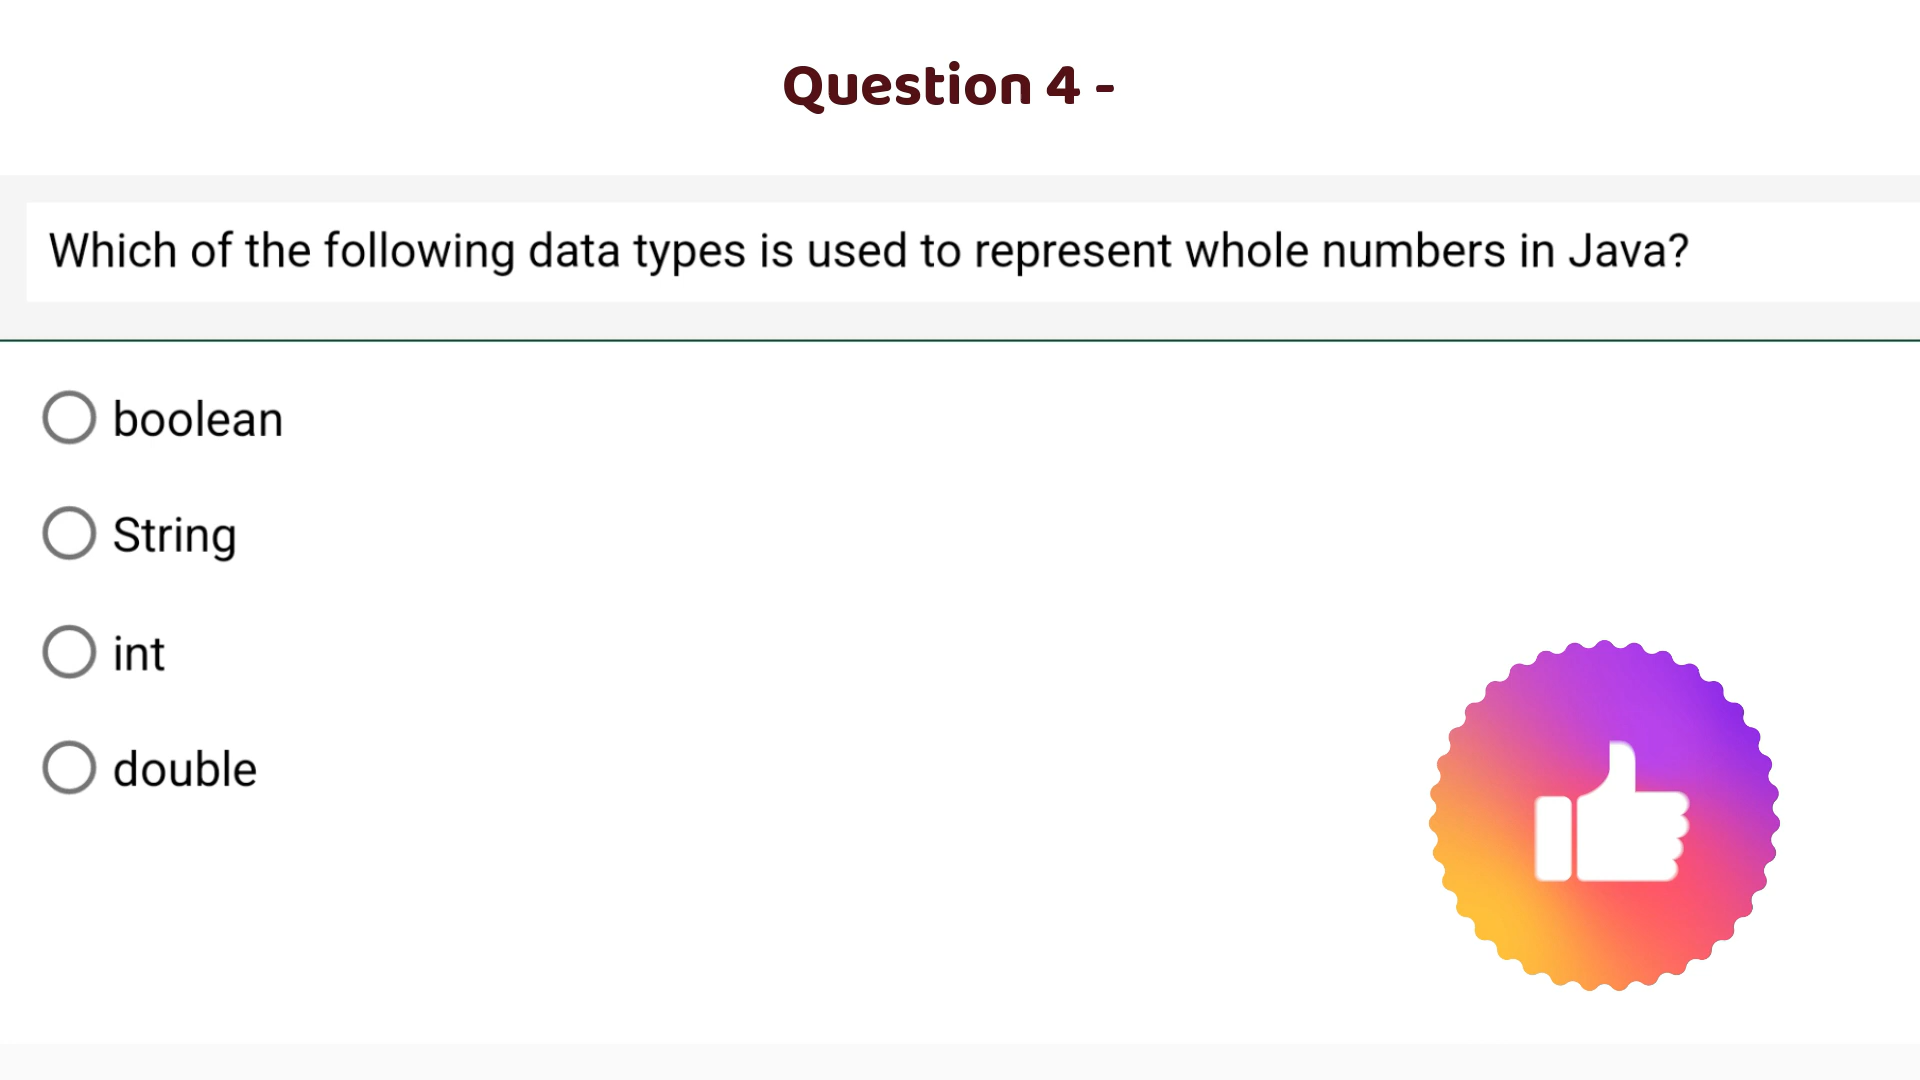 Question 4 -
Which of the following data types is used to represent whole numbers in Java?
boolean
String
int
double